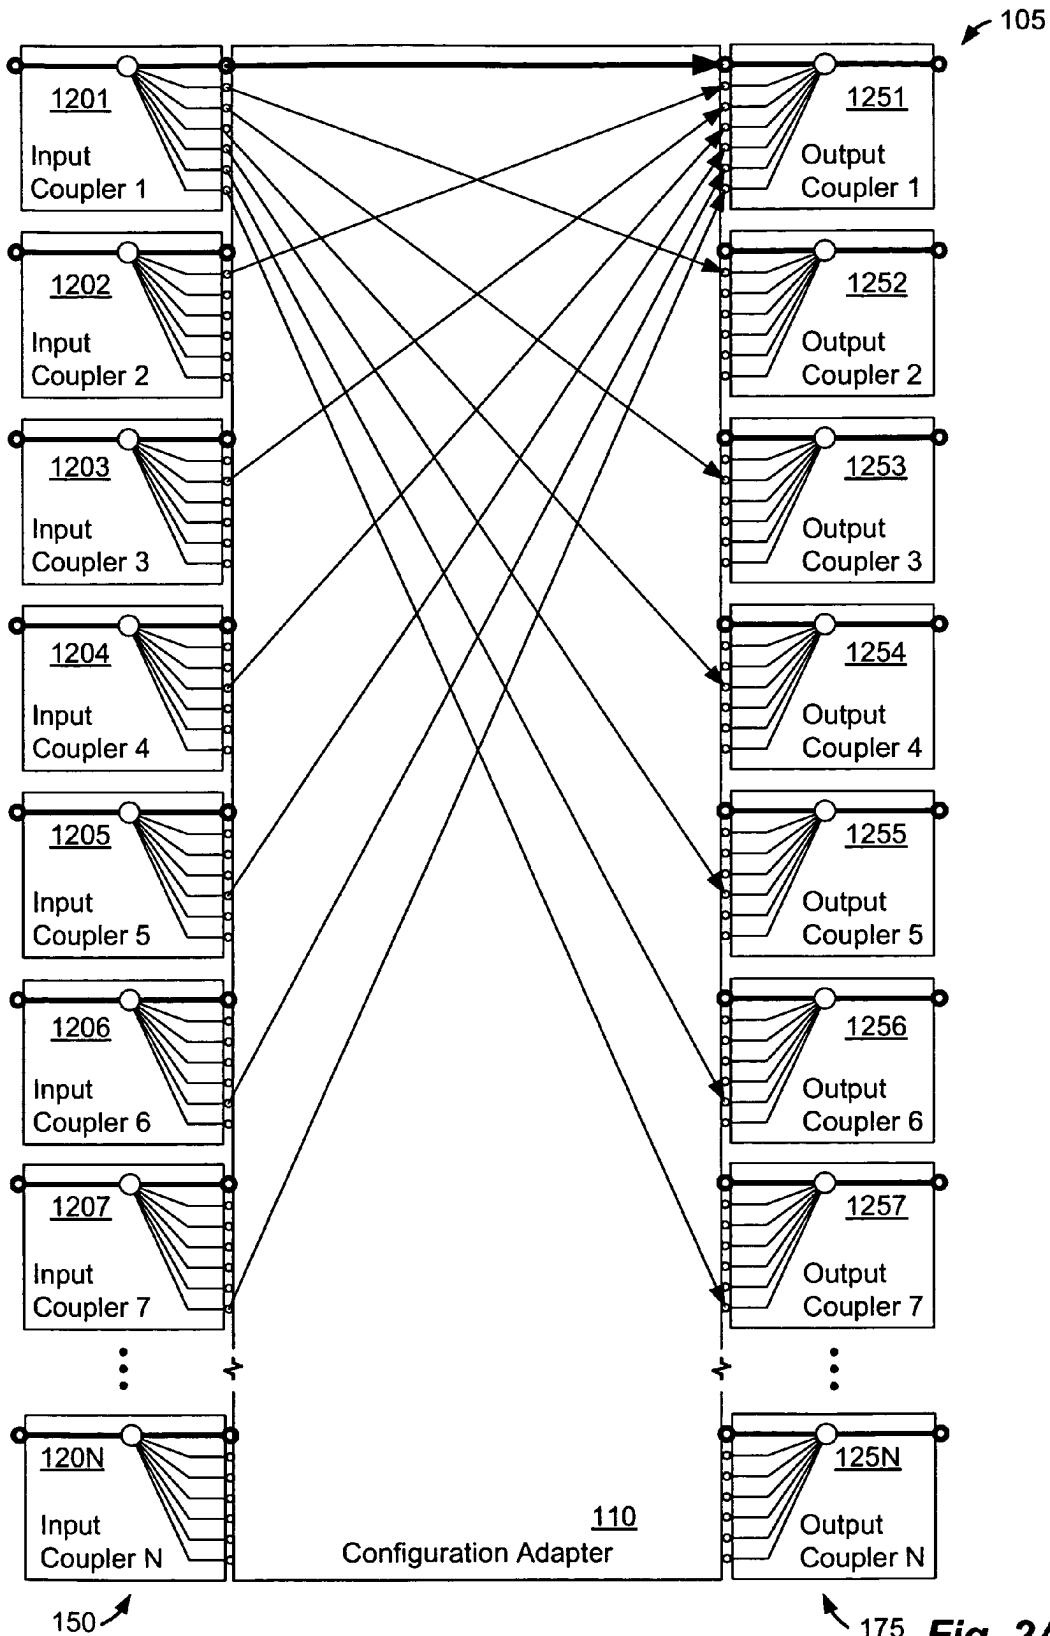 105
1201
Input
Coupler 1
1251
Output
Coupler 1
1202
Input
Coupler 2
1252
Output
Coupler 2
1203
Input
Coupler 3
1253
Output
Coupler 3
1204
Input
Coupler 4
1254
Output
Coupler 4
1205
Input
Coupler 5
1255
Output
Coupler 5
1206
Input
Coupler 6
1256
Output
Coupler 6
1207
Input
Coupler 7
1257
Output
Coupler 7
120N
Input
Coupler N
110
Configuration Adapter
125N
Output
Coupler N
150
175
Fig. 2A